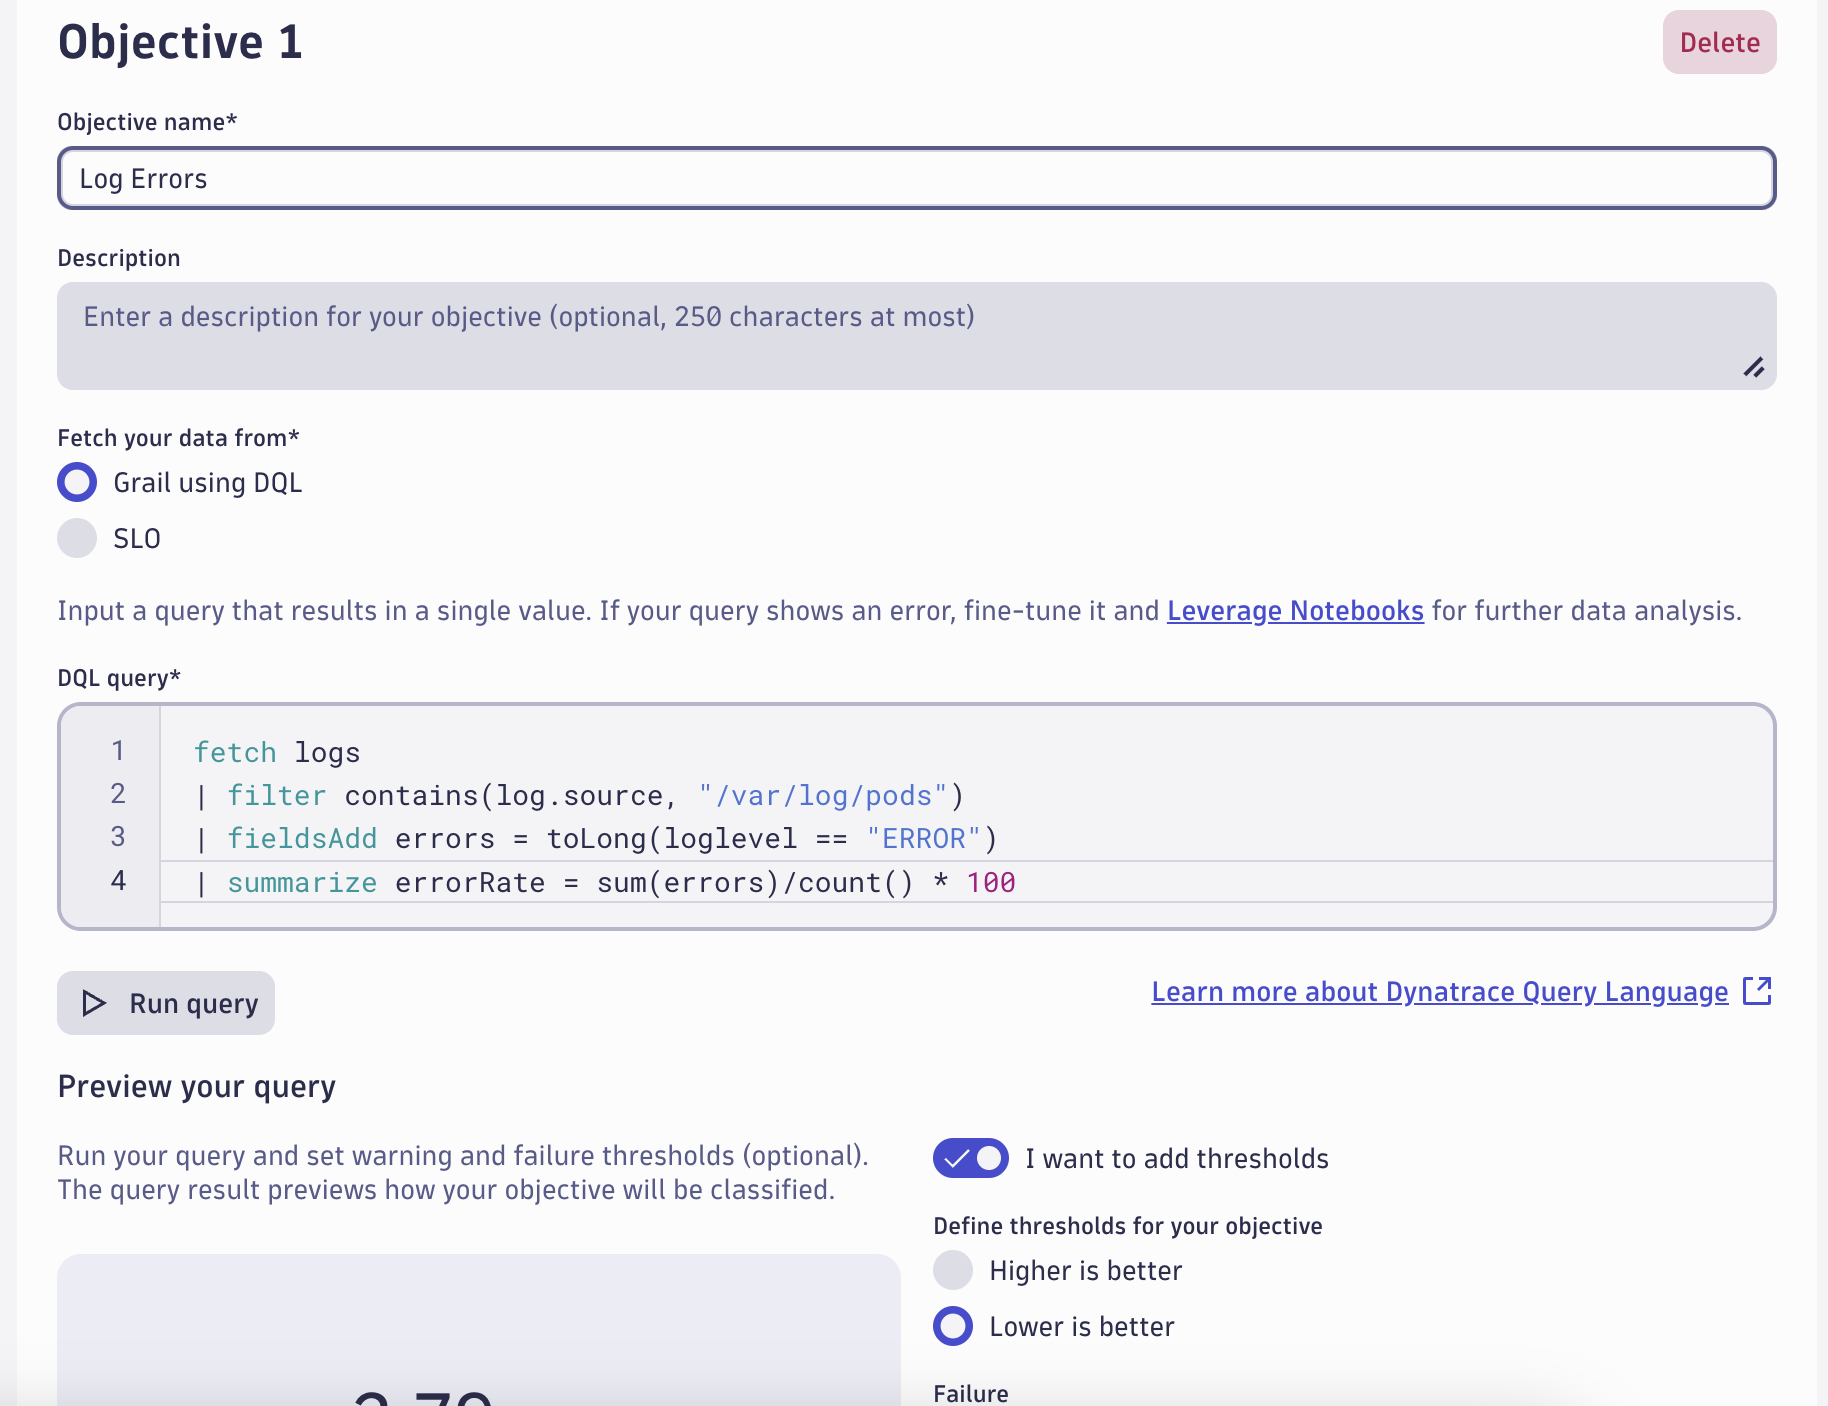 Objective 1
Delete
Objective name*
Log Errors
Description
Enter a description for your objective (optional, 250 characters at most)
Fetch your data from*
Grail using DQL
SLO
Input a query that results in a single value. If your query shows an error, fine-tune it and Leverage Notebooks for further data analysis.
DQL query*
1 fetch logs
2 | filter contains(log.source, "/var/log/pods")
3 | fieldsAdd errors = toLong(loglevel == "ERROR")
4 | summarize errorRate = sum(errors)/count() * 100
Run query
Learn more about Dynatrace Query Language
Preview your query
Run your query and set warning and failure thresholds (optional).
The query result previews how your objective will be classified.
I want to add thresholds
Define thresholds for your objective
Higher is better
Lower is better
Failure